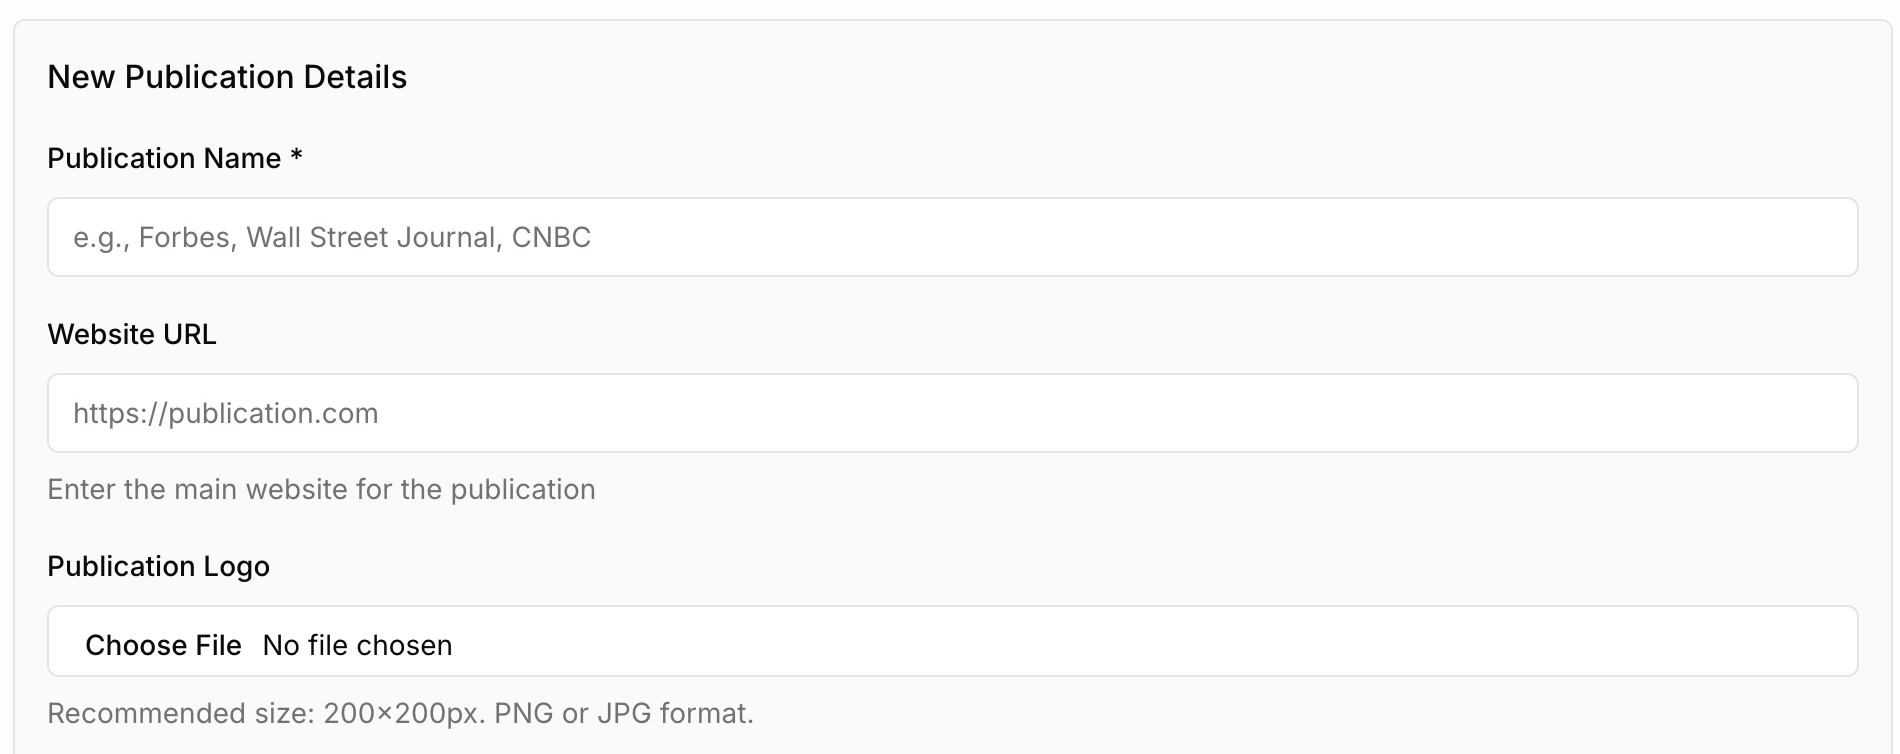 New Publication Details
Publication Name *
e.g., Forbes, Wall Street Journal, CNBC
Website URL
https://publication.com
Enter the main website for the publication
Publication Logo
Choose File No file chosen
Recommended size: 200×200px. PNG or JPG format.